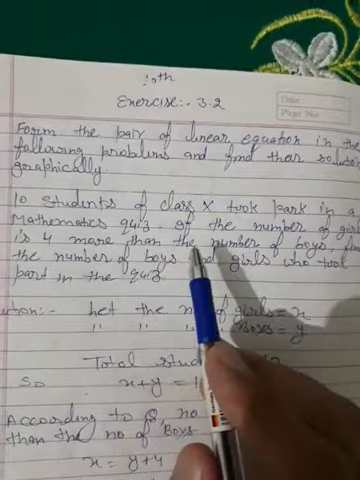 10th
Exercise:- 3.2
Date
Page No
Form the pair of linear equation in the
following problems and find their solution
graphically
10 Students of class X took park in a
Mathematics quiz. If the number of girls
is 4 more than the number of boys,
the number of boys and girls who took
part in the quiz
ution:- Let the n of girls = x
" " " Boys = y
Total stud
So x+y = 1
According to Q, no
than the no of Boys
x = y+4